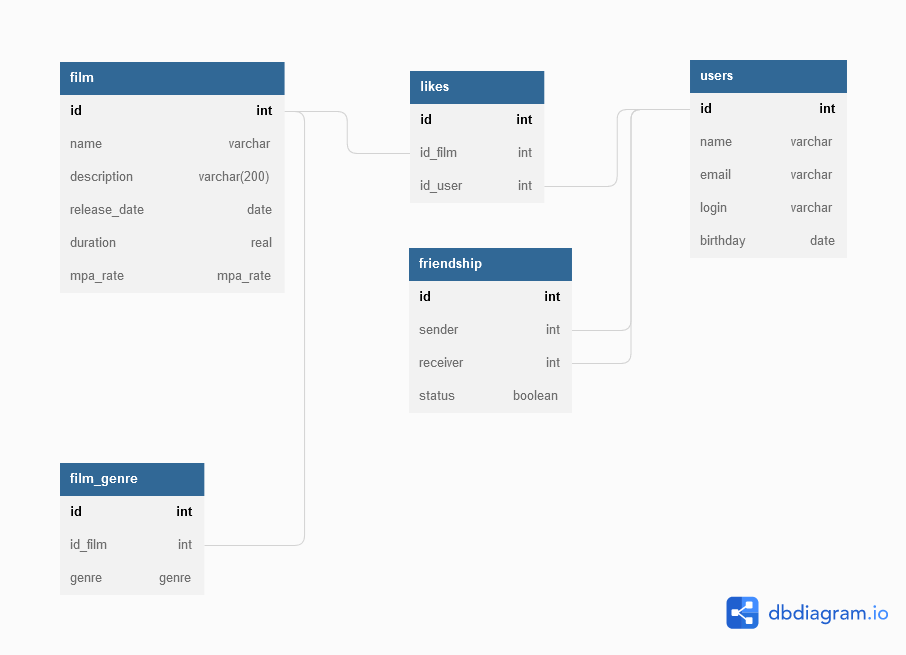 film
id int
name varchar
description varchar(200)
release_date date
duration real
mpa_rate mpa_rate
likes
id int
id_film int
id_user int
users
id int
name varchar
email varchar
login varchar
birthday date
friendship
id int
sender int
receiver int
status boolean
film_genre
id int
id_film int
genre genre
dbdiagram.io